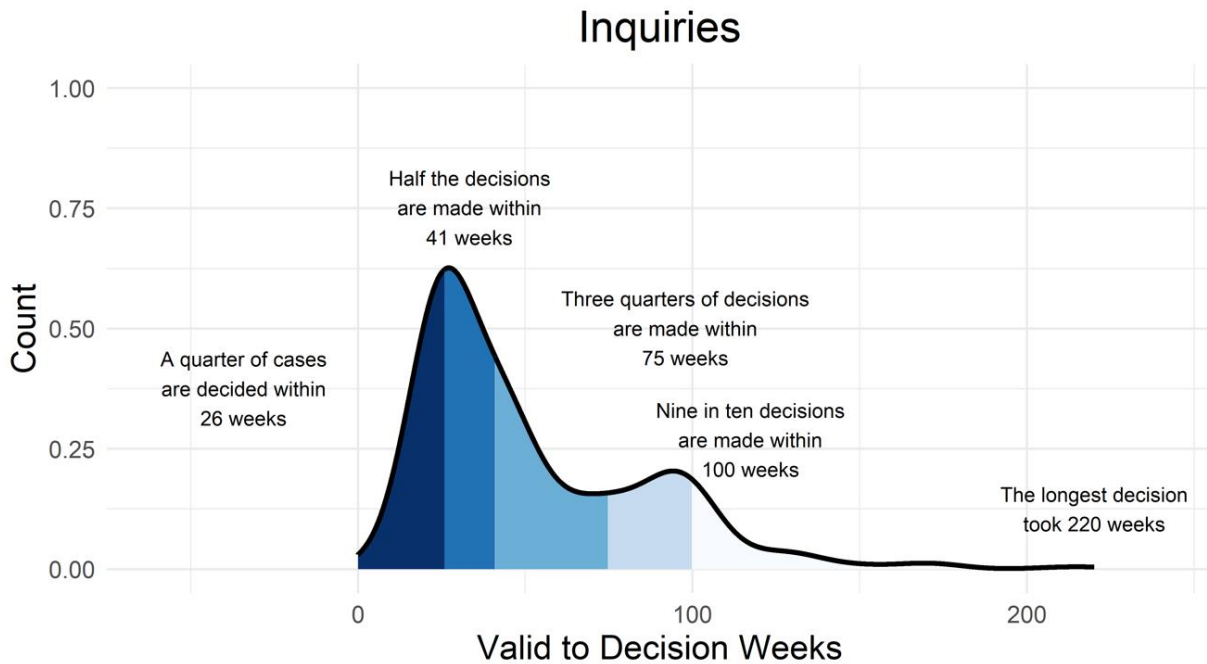 Inquiries
1.00
0.75
0.50
0.25
0.00
Count
Half the decisions
are made within
41 weeks
Three quarters of decisions
are made within
75 weeks
A quarter of cases
are decided within
26 weeks
Nine in ten decisions
are made within
100 weeks
The longest decision
took 220 weeks
0
100
200
Valid to Decision Weeks